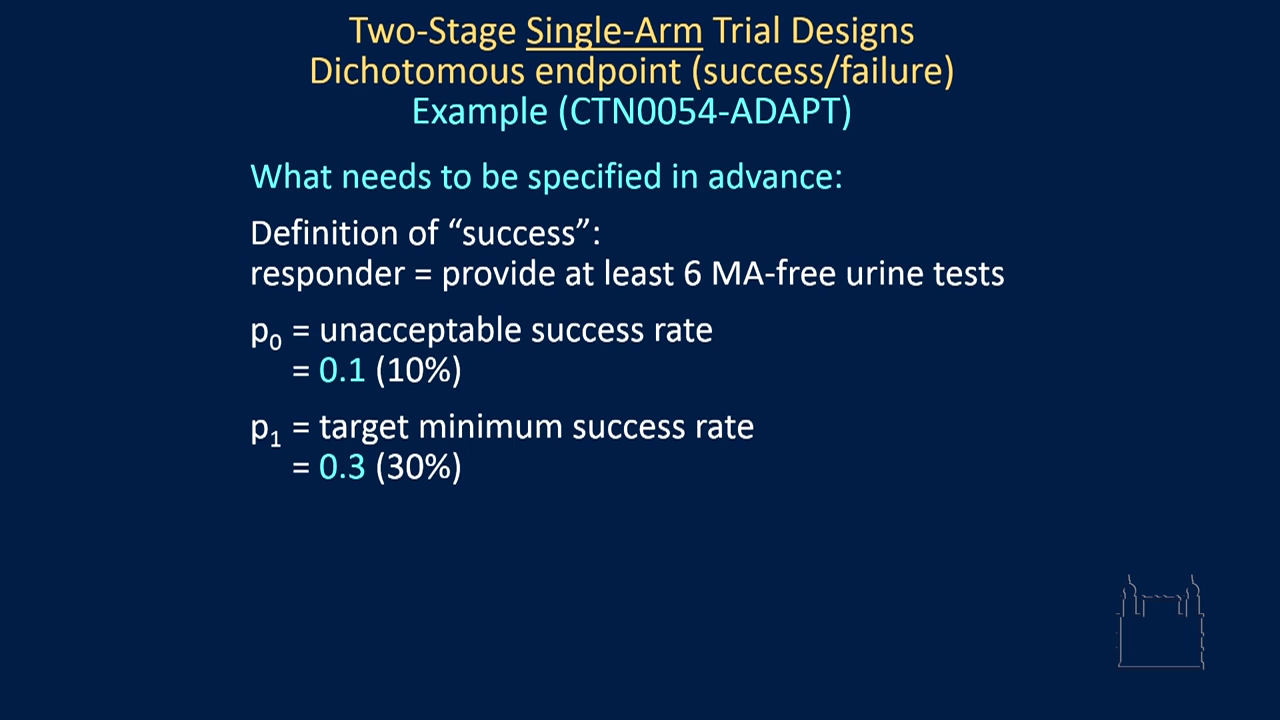 Two-Stage Single-Arm Trial Designs
Dichotomous endpoint (success/failure)
Example (CTN0054-ADAPT)
What needs to be specified in advance:
Definition of “success”:
responder = provide at least 6 MA-free urine tests
p₀ = unacceptable success rate
= 0.1 (10%)
p₁ = target minimum success rate
= 0.3 (30%)